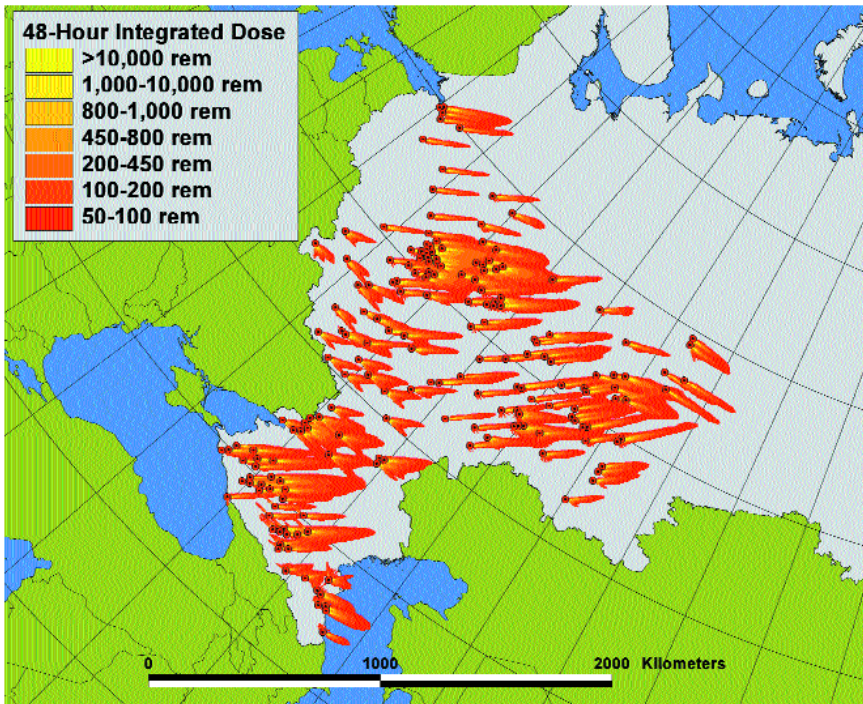 48-Hour Integrated Dose
>10,000 rem
1,000-10,000 rem
800-1,000 rem
450-800 rem
200-450 rem
100-200 rem
50-100 rem
0 1000 2000 Kilometers